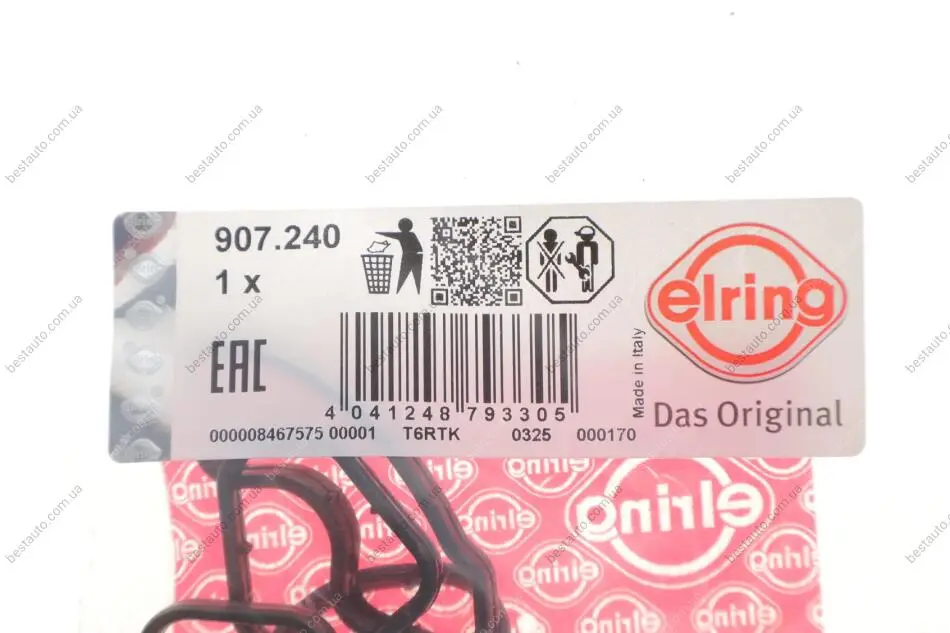 907.240
1 x
EAC
4 041248 793305
000008467575 00001 T6RTK 0325 000170
Made in Italy
elring
Das Original
elring
bestauto.com.ua